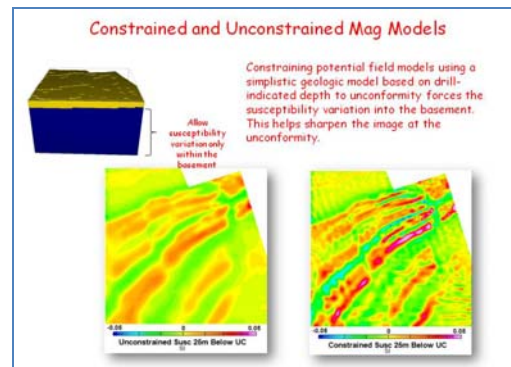 Constrained and Unconstrained Mag Models
Constraining potential field models using a
simplistic geologic model based on drill-
indicated depth to unconformity forces the
susceptibility variation into the basement.
This helps sharpen the image at the
unconformity.
Allow
susceptibility
variation only
within the
basement
-0.05 0 0.05
Unconstrained Susc 25m Below UC
SI
-0.05 0 0.05
Constrained Susc 25m Below UC
SI